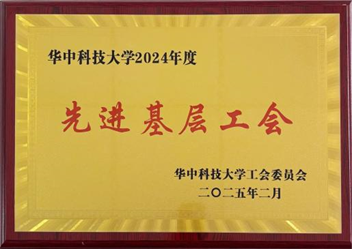 华中科技大学2024年度
先进基层工会
华中科技大学工会委员会
二〇二五年二月